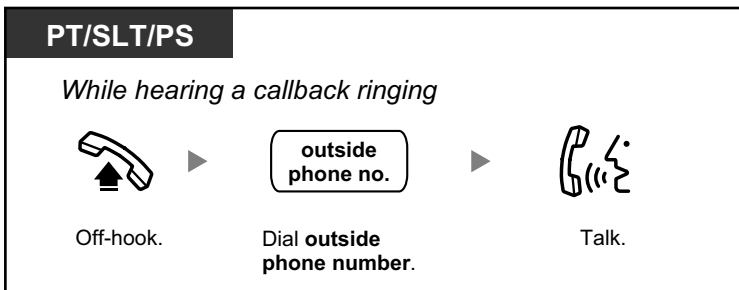 PT/SLT/PS
While hearing a callback ringing
outside
phone no.
Off-hook.
Dial outside
phone number.
Talk.